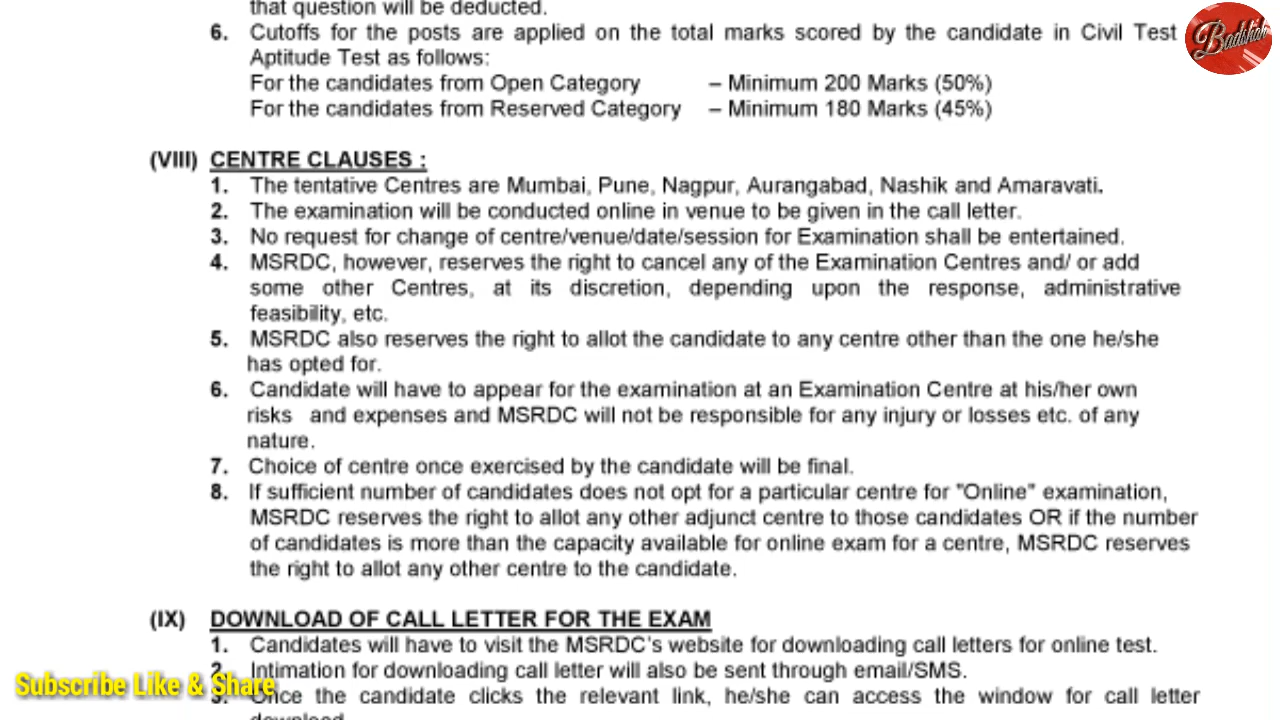 that question will be deducted.
6. Cutoffs for the posts are applied on the total marks scored by the candidate in Civil Test
Aptitude Test as follows:
For the candidates from Open Category – Minimum 200 Marks (50%)
For the candidates from Reserved Category – Minimum 180 Marks (45%)
(VIII) CENTRE CLAUSES :
1. The tentative Centres are Mumbai, Pune, Nagpur, Aurangabad, Nashik and Amaravati.
2. The examination will be conducted online in venue to be given in the call letter.
3. No request for change of centre/venue/date/session for Examination shall be entertained.
4. MSRDC, however, reserves the right to cancel any of the Examination Centres and/ or add
some other Centres, at its discretion, depending upon the response, administrative
feasibility, etc.
5. MSRDC also reserves the right to allot the candidate to any centre other than the one he/she
has opted for.
6. Candidate will have to appear for the examination at an Examination Centre at his/her own
risks and expenses and MSRDC will not be responsible for any injury or losses etc. of any
nature.
7. Choice of centre once exercised by the candidate will be final.
8. If sufficient number of candidates does not opt for a particular centre for "Online" examination,
MSRDC reserves the right to allot any other adjunct centre to those candidates OR if the number
of candidates is more than the capacity available for online exam for a centre, MSRDC reserves
the right to allot any other centre to the candidate.
(IX) DOWNLOAD OF CALL LETTER FOR THE EXAM
1. Candidates will have to visit the MSRDC's website for downloading call letters for online test.
2. Intimation for downloading call letter will also be sent through email/SMS.
Subscribe Like & Share
3. Once the candidate clicks the relevant link, he/she can access the window for call letter
download.